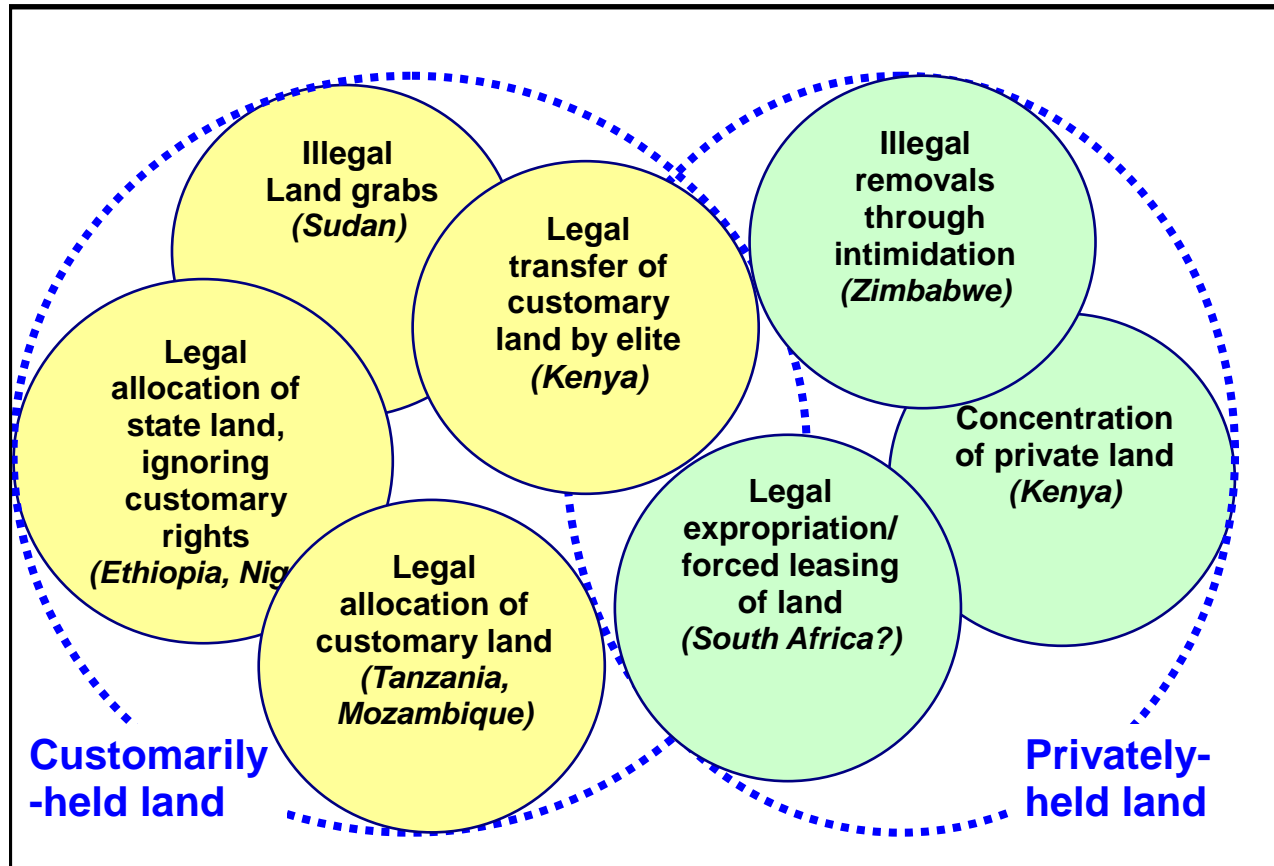 Illegal
Land grabs
(Sudan)
Legal
transfer of
customary
land by elite
(Kenya)
Legal
allocation of
state land,
ignoring
customary
rights
(Ethiopia, Nig
Legal
allocation of
customary land
(Tanzania,
Mozambique)
Illegal
removals
through
intimidation
(Zimbabwe)
Concentration
of private land
(Kenya)
Legal
expropriation/
forced leasing
of land
(South Africa?)
Customarily
-held land
Privately-
held land